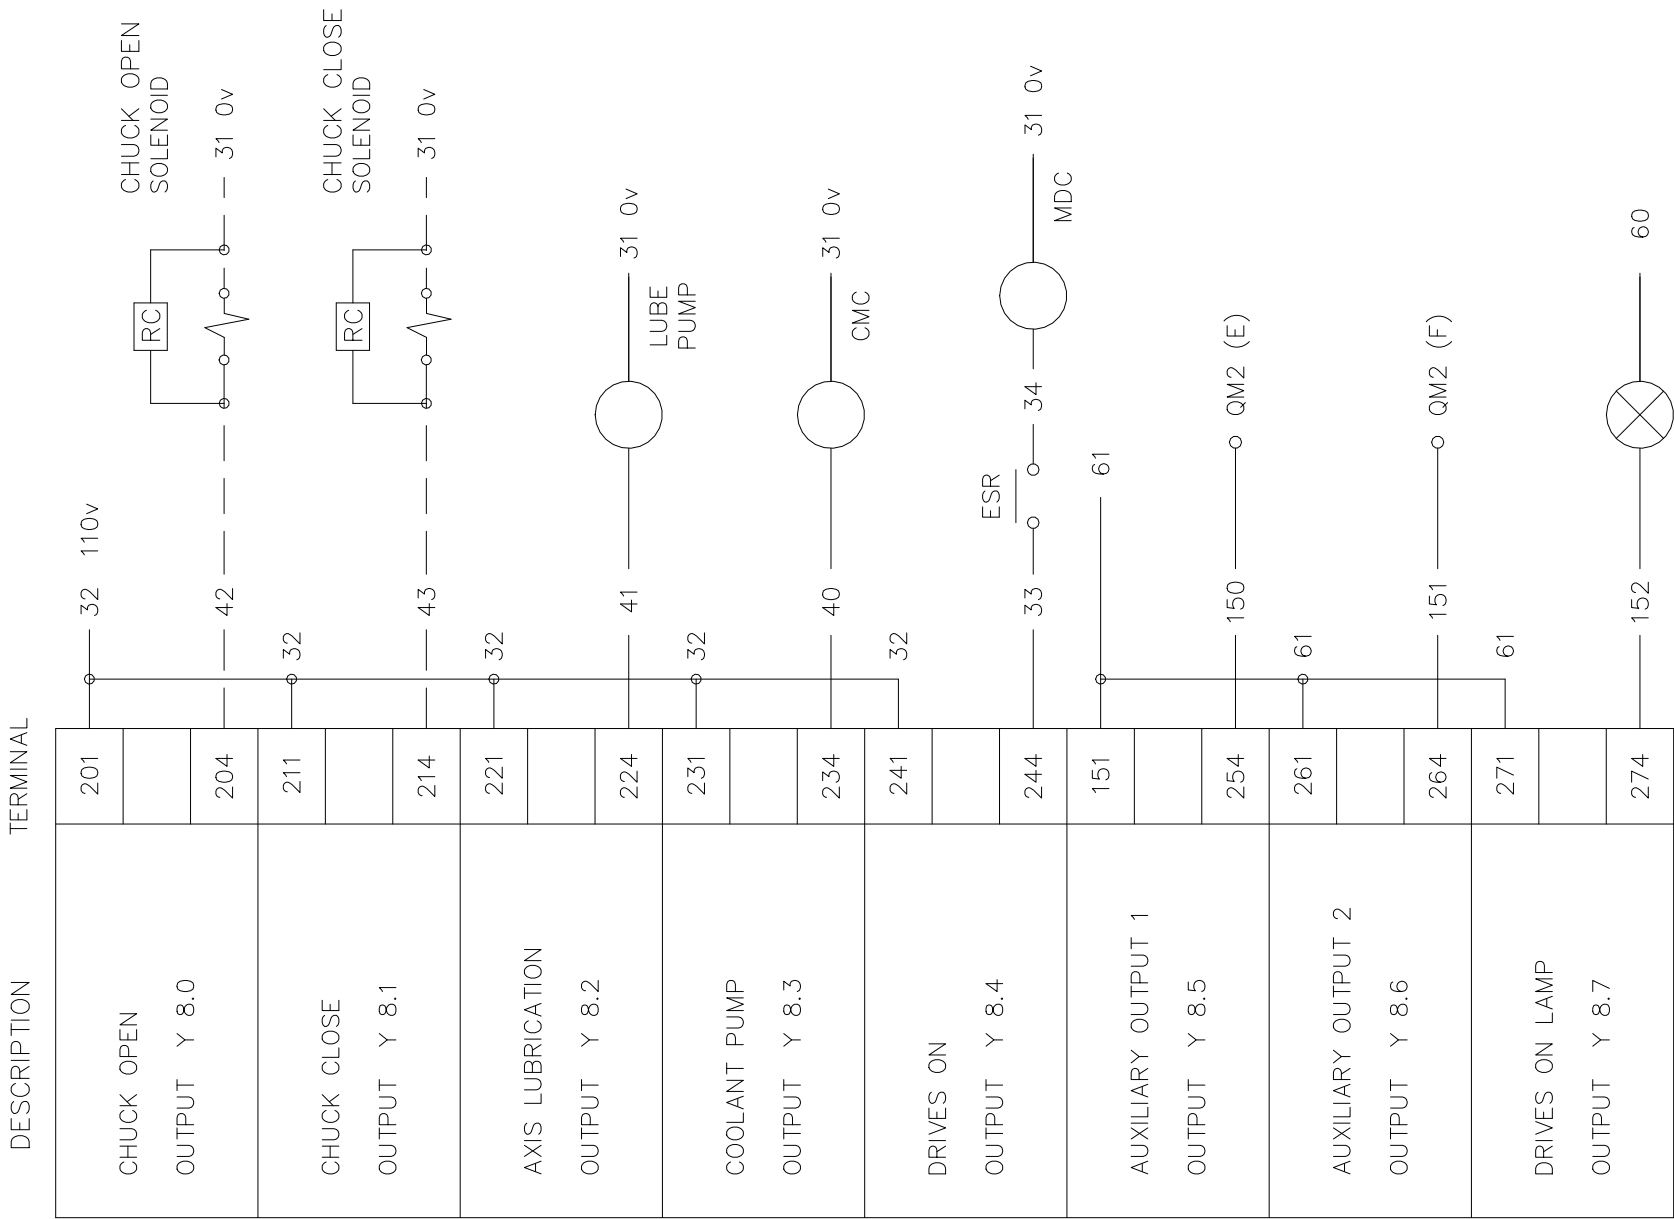 DESCRIPTION TERMINAL
CHUCK OPEN
OUTPUT Y 8.0
201
204
32 110v
42
RC
CHUCK OPEN
SOLENOID
31 0v
CHUCK CLOSE
OUTPUT Y 8.1
211
214
32
43
RC
CHUCK CLOSE
SOLENOID
31 0v
AXIS LUBRICATION
OUTPUT Y 8.2
221
224
32
41
LUBE
PUMP
31 0v
COOLANT PUMP
OUTPUT Y 8.3
231
234
32
40
CMC
31 0v
DRIVES ON
OUTPUT Y 8.4
241
244
32
33
ESR
34
MDC
31 0v
AUXILIARY OUTPUT 1
OUTPUT Y 8.5
151
254
61
150
QM2 (E)
AUXILIARY OUTPUT 2
OUTPUT Y 8.6
261
264
61
151
QM2 (F)
DRIVES ON LAMP
OUTPUT Y 8.7
271
274
61
152
60